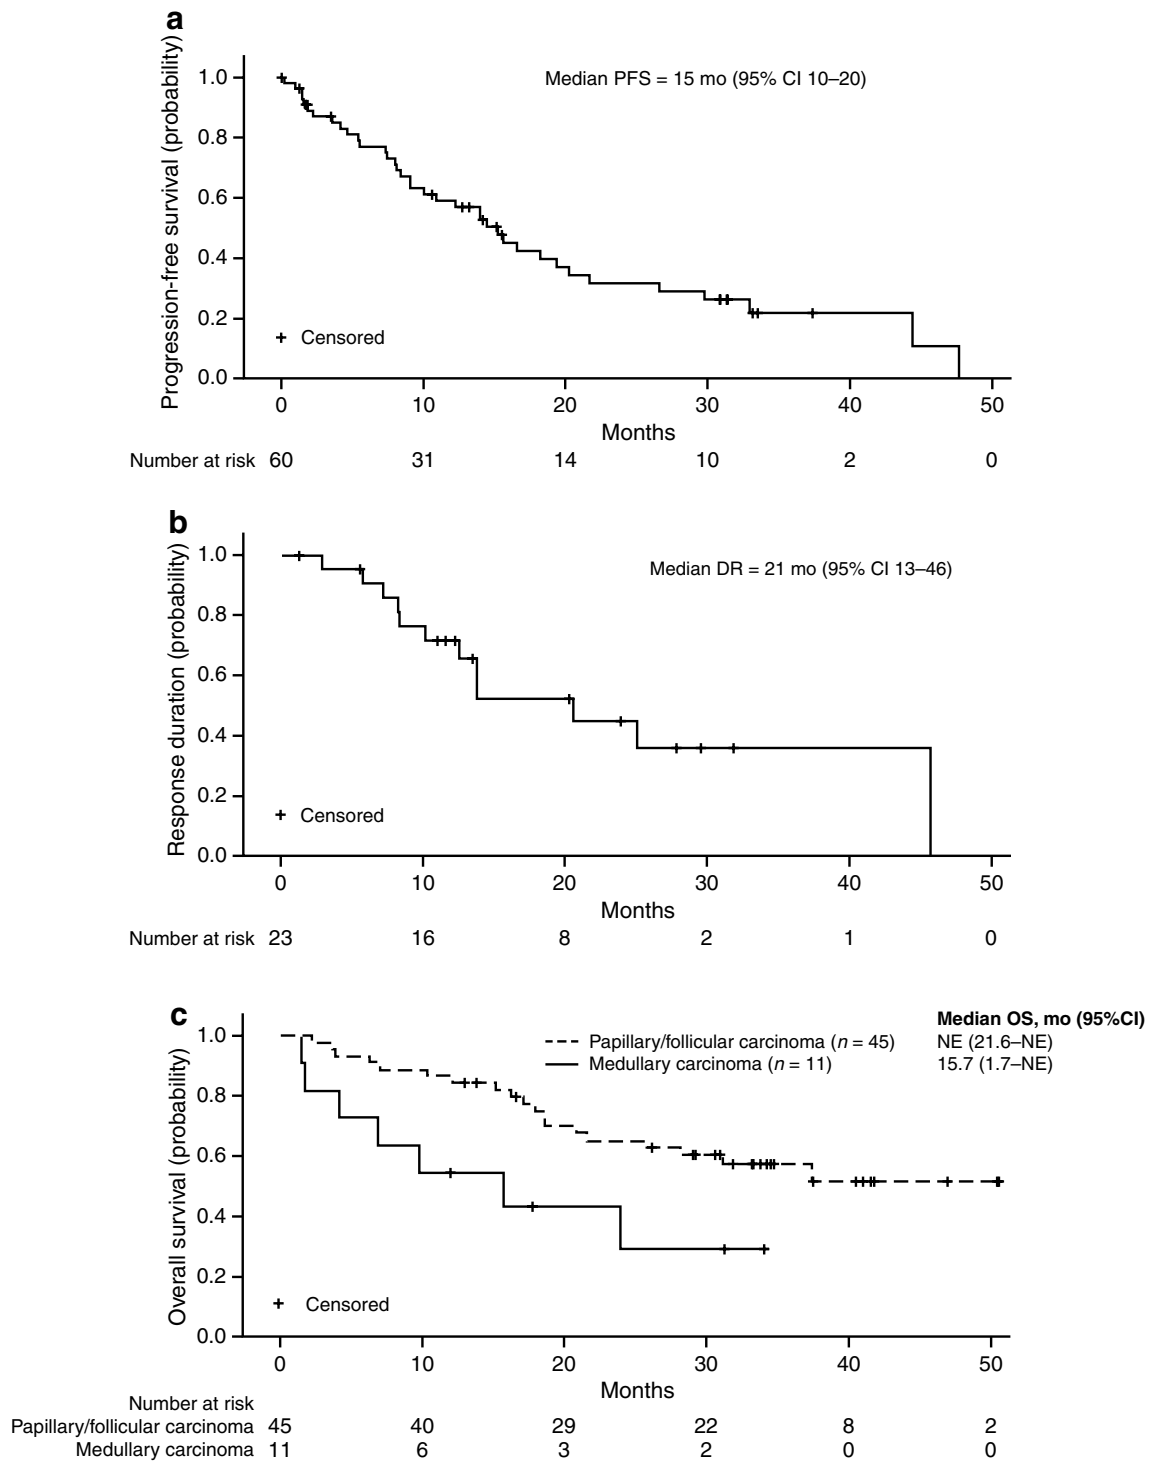 a
Progression-free survival (probability)
Median PFS = 15 mo (95% CI 10–20)
1.0
0.8
0.6
0.4
0.2
0.0
Censored
0 10 20 30 40 50
Months
Number at risk 60 31 14 10 2 0
b
Response duration (probability)
Median DR = 21 mo (95% CI 13–46)
1.0
0.8
0.6
0.4
0.2
0.0
Censored
0 10 20 30 40 50
Months
Number at risk 23 16 8 2 1 0
c
Overall survival (probability)
Median OS, mo (95%CI)
Papillary/follicular carcinoma (n = 45) NE (21.6–NE)
Medullary carcinoma (n = 11) 15.7 (1.7–NE)
1.0
0.8
0.6
0.4
0.2
0.0
Censored
0 10 20 30 40 50
Months
Number at risk
Papillary/follicular carcinoma 45 40 29 22 8 2
Medullary carcinoma 11 6 3 2 0 0